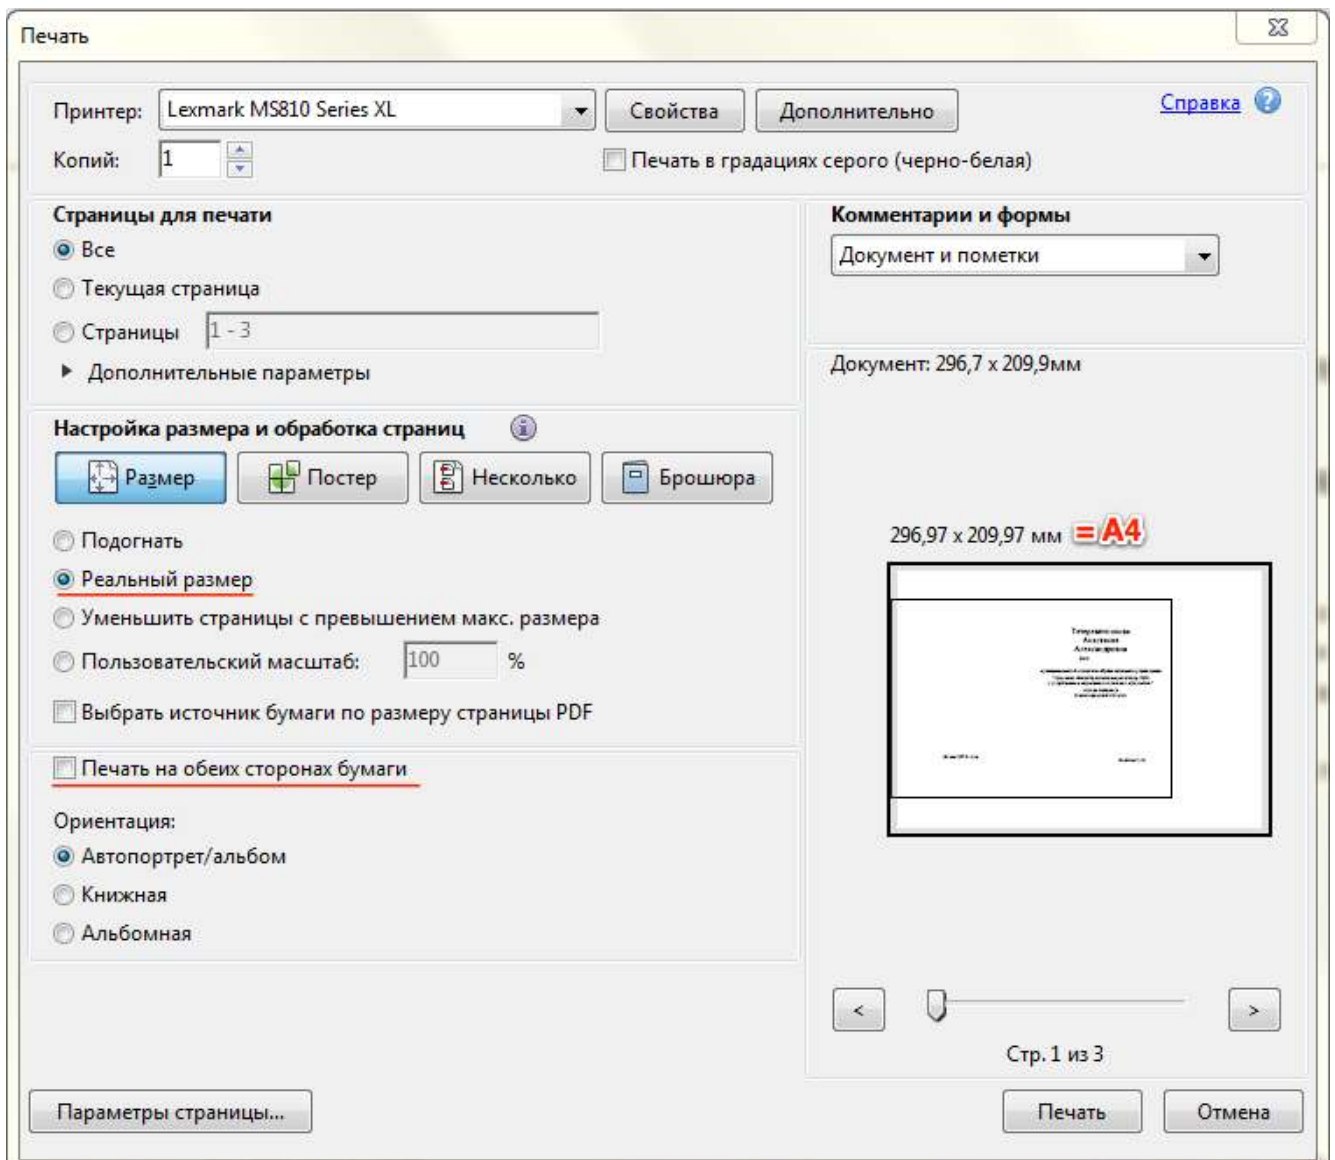 Печать
Принтер: Lexmark MS810 Series XL Свойства Дополнительно Справка
Копий: 1 Печать в градациях серого (черно-белая)
Страницы для печати
Все
Текущая страница
Страницы 1 - 3
Дополнительные параметры
Комментарии и формы
Документ и пометки
Настройка размера и обработка страниц
Размер Постер Несколько Брошюра
Подогнать
Реальный размер
Уменьшить страницы с превышением макс. размера
Пользовательский масштаб: 100 %
Выбрать источник бумаги по размеру страницы PDF
Печать на обеих сторонах бумаги
Ориентация:
Автопортрет/альбом
Книжная
Альбомная
Документ: 296,7 x 209,9мм
296,97 x 209,97 мм = A4
< >
Стр. 1 из 3
Параметры страницы... Печать Отмена